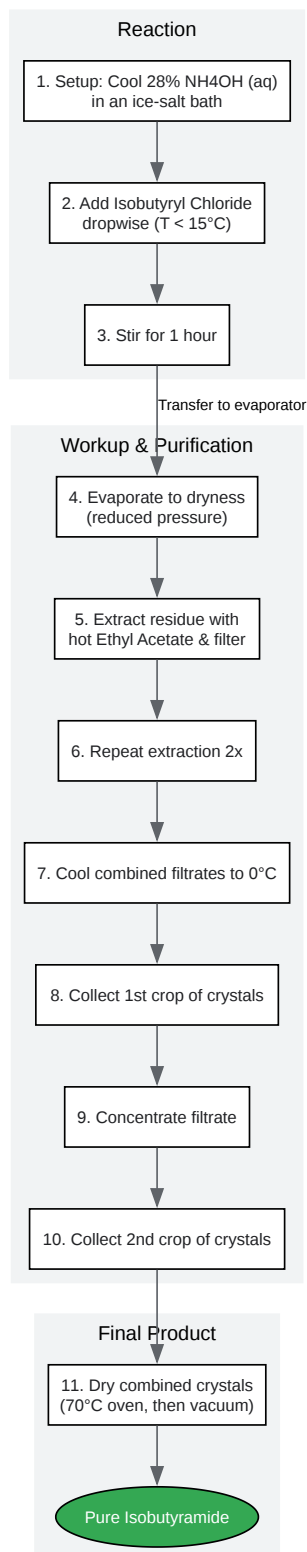 Reaction
1. Setup: Cool 28% NH4OH (aq)
in an ice-salt bath
2. Add Isobutyryl Chloride
dropwise (T < 15°C)
3. Stir for 1 hour
Transfer to evaporator
Workup & Purification
4. Evaporate to dryness
(reduced pressure)
5. Extract residue with
hot Ethyl Acetate & filter
6. Repeat extraction 2x
7. Cool combined filtrates to 0°C
8. Collect 1st crop of crystals
9. Concentrate filtrate
10. Collect 2nd crop of crystals
Final Product
11. Dry combined crystals
(70°C oven, then vacuum)
Pure Isobutyramide